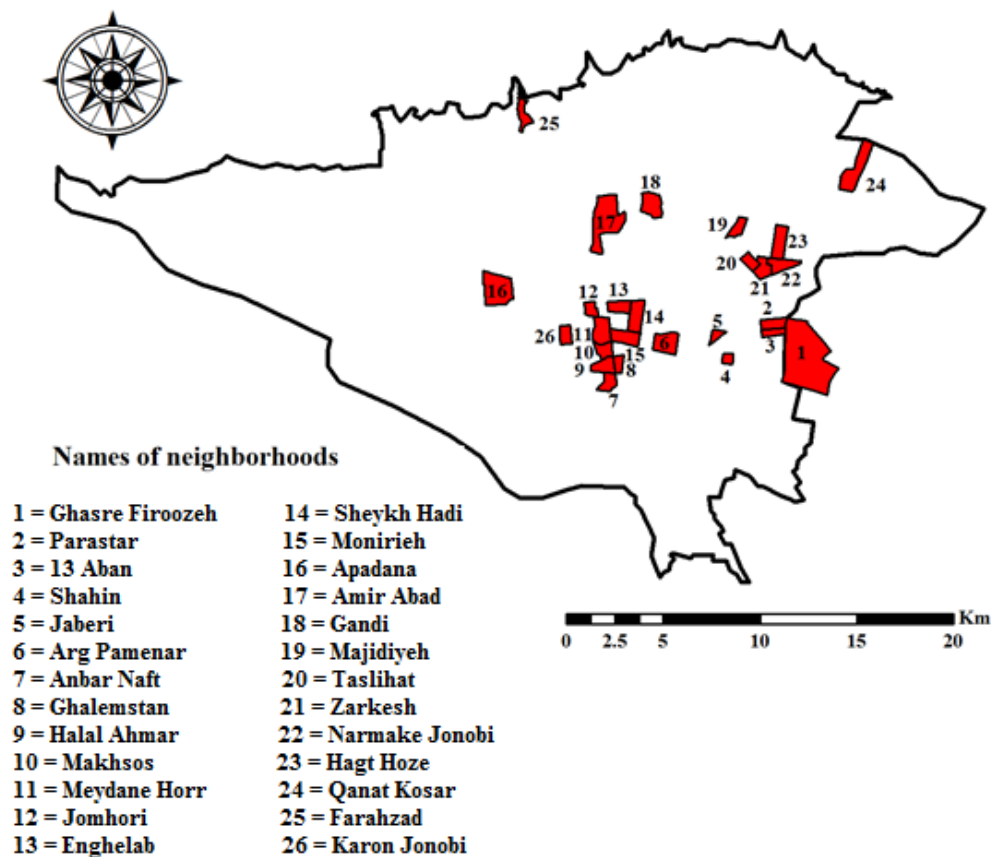 25
18
24
17
19
23
20
22
21
16
12
13
2
14
5
26
11
6
3
1
10
15
4
9
8
7
Names of neighborhoods
1 = Ghasre Firoozeh
2 = Parastar
3 = 13 Aban
4 = Shahin
5 = Jaberi
6 = Arg Pamenar
7 = Anbar Naft
8 = Ghalemstan
9 = Halal Ahmar
10 = Makhsos
11 = Meydane Horr
12 = Jomhori
13 = Enghelab
14 = Sheykh Hadi
15 = Monirieh
16 = Apadana
17 = Amir Abad
18 = Gandi
19 = Majidiyeh
20 = Taslihat
21 = Zarkesh
22 = Narmake Jonobi
23 = Hagt Hoze
24 = Qanat Kosar
25 = Farahzad
26 = Karon Jonobi
Km
0 2.5 5 10 15 20